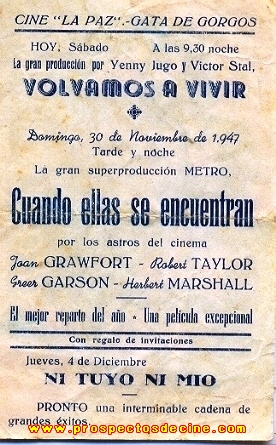 CINE "LA PAZ".-GATA DE GORGOS
HOY, Sábado A las 9,30 noche
La gran producción por Yenny Jugo y Victor Stal,
VOLVAMOS A VIVIR
Domingo, 30 de Noviembre de 1.947
Tarde y noche
La gran superproducción METRO,
Cuando ellas se encuentran
por los astros del cinema
Joan GRAWFORT - Robert TAYLOR
Greer GARSON - Herbert MARSHALL
El mejor reparto del año - Una película excepcional
Con regalo de invitaciones
Jueves, 4 de Diciembre
NI TUYO NI MIO
PRONTO una interminable cadena de
grandes éxitos
www.prospectosdecine.com